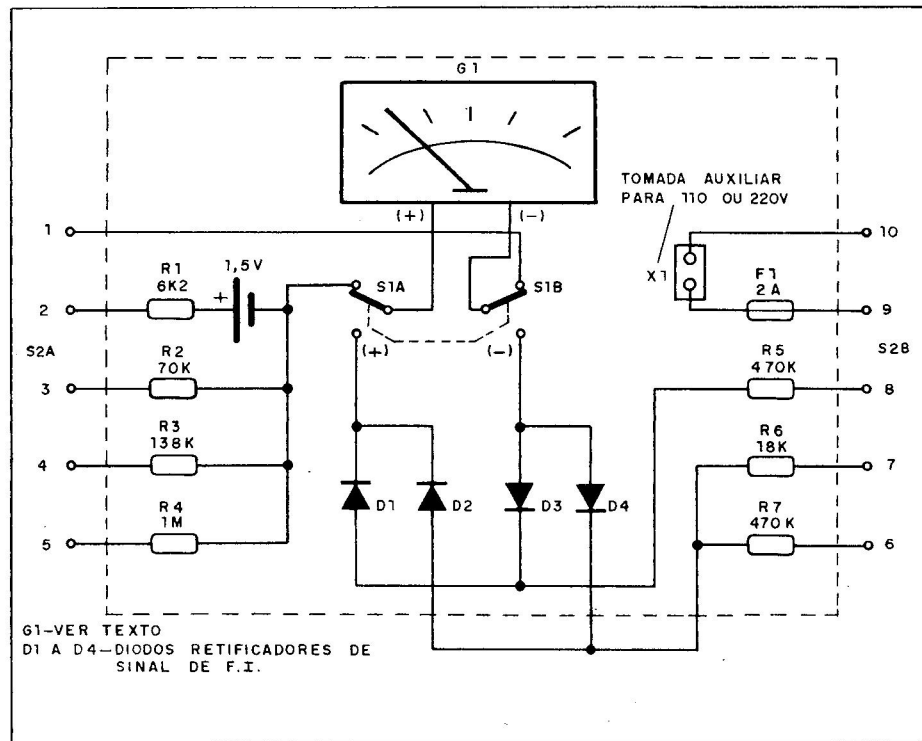 G1
TOMADA AUXILIAR
PARA 110 OU 220V
(+)
(-)
1
10
R1
6K2
1,5V
+
S1A
S1B
X1
F1
2A
2
9
S2A
R2
70K
(+)
(-)
R5
470K
S2B
3
8
R3
138K
R6
18K
4
7
R4
1M
D1
D2
D3
D4
R7
470K
5
6
G1-VER TEXTO
D1 A D4-DIODOS RETIFICADORES DE
SINAL DE F.I.